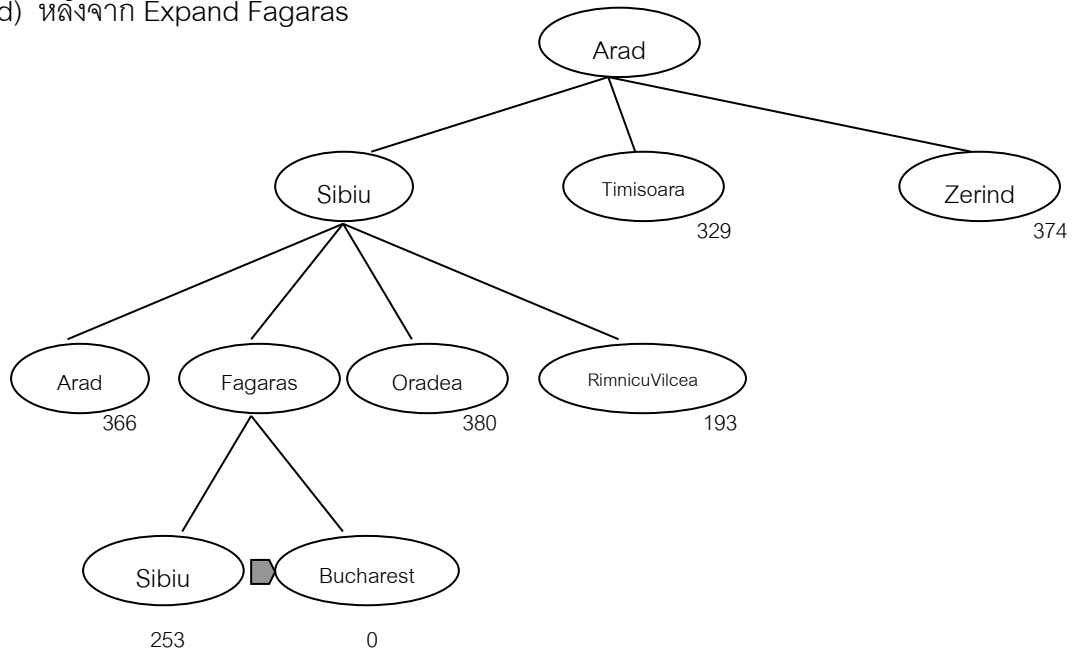 d) หลังจาก Expand Fagaras
Arad
Sibiu
Timisoara
Zerind
329
374
Arad
Fagaras
Oradea
RimnicuVilcea
366
380
193
Sibiu
Bucharest
253
0